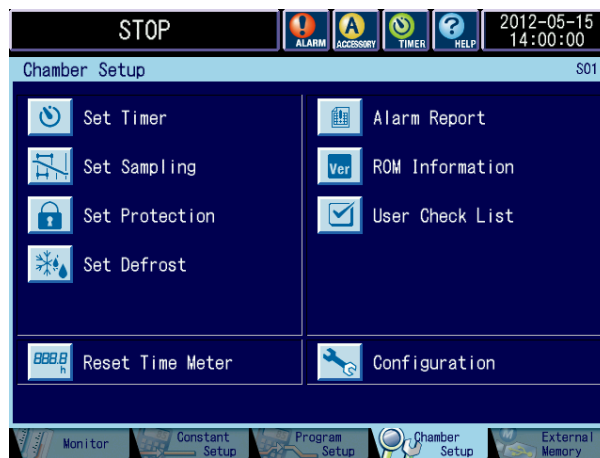 STOP
ALARM
ACCESSORY
TIMER
HELP
2012-05-15
14:00:00
Chamber Setup
S01
Set Timer
Set Sampling
Set Protection
Set Defrost
Reset Time Meter
888.8
h
Alarm Report
Ver
ROM Information
User Check List
Configuration
Monitor
Constant
Setup
Program
Setup
Chamber
Setup
M
External
Memory